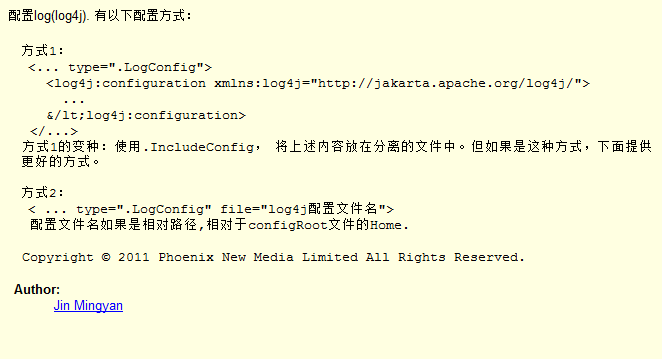 配置log(log4j). 有以下配置方式：
方式1：
<... type=".LogConfig">
<log4j:configuration xmlns:log4j="http://jakarta.apache.org/log4j/">
...
&/lt;log4j:configuration>
</...>
方式1的变种：使用.IncludeConfig， 将上述内容放在分离的文件中。但如果是这种方式，下面提供
更好的方式。
方式2：
< ... type=".LogConfig" file="log4j配置文件名">
配置文件名如果是相对路径,相对于configRoot文件的Home.
Copyright © 2011 Phoenix New Media Limited All Rights Reserved.
Author:
Jin Mingyan